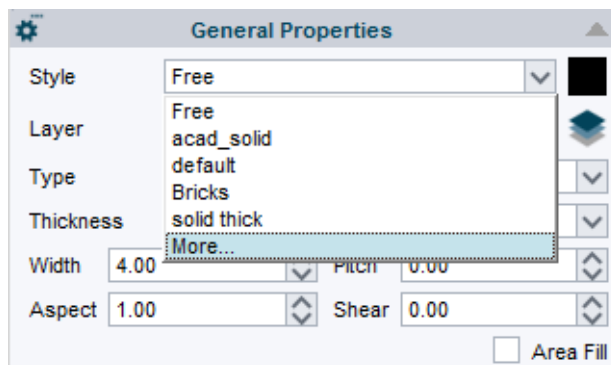 General Properties
Style Free
Free
Layer
acad_solid
default
Type
Bricks
Thickness solid thick
More...
Width 4.00 Pitch 0.00
Aspect 1.00 Shear 0.00
Area Fill